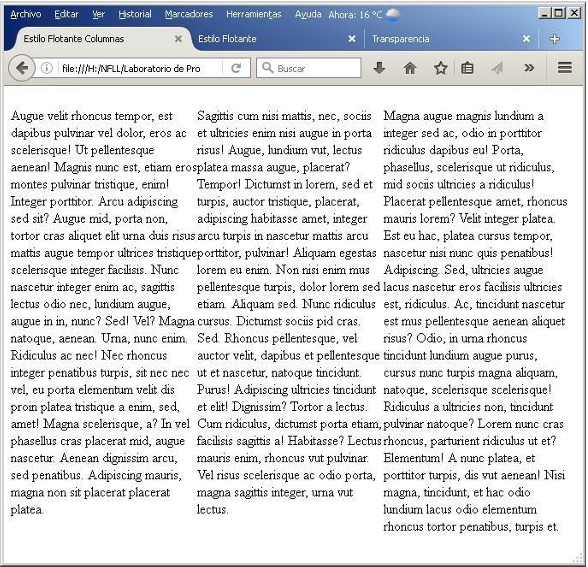 Archivo Editar Ver Historial Marcadores Herramientas Ayuda Ahora: 16 °C
Estilo Flotante Columnas
Estilo Flotante
Transparencia
file:///H:/NFLL/Laboratorio de Pro
Buscar
Augue velit rhoncus tempor, est
dapibus pulvinar vel dolor, eros ac
scelerisque! Ut pellentesque
aenean! Magnis nunc est, etiam eros
montes pulvinar tristique, enim!
Integer porttitor. Arcu adipiscing
sed sit? Augue mid, porta non,
tortor cras aliquet elit urna duis risus
mattis augue tempor ultrices tristique
scelerisque integer facilisis. Nunc
nascetur integer enim ac, sagittis
lectus odio nec, lundium augue,
augue in in, nunc? Sed! Vel? Magna
natoque, aenean. Urna, nunc enim.
Ridiculus ac nec! Nec rhoncus
integer penatibus turpis, sit nec nec
vel, eu porta elementum velit dis
proin platea tristique a enim, sed,
amet! Magna scelerisque, a? In vel
phasellus cras placerat mid, augue
nascetur. Aenean dignissim arcu,
sed penatibus. Adipiscing mauris,
magna non sit placerat placerat
platea.
Sagittis cum nisi mattis, nec, sociis
et ultricies enim nisi augue in porta
risus! Augue, lundium vut, lectus
platea massa augue, placerat?
Tempor! Dictumst in lorem, sed et
turpis, auctor tristique, placerat,
adipiscing habitasse amet, integer
arcu turpis in nascetur mattis arcu
porttitor, pulvinar! Aliquam egestas
lorem eu enim. Non nisi enim mus
pellentesque turpis, dolor lorem sed
etiam. Aliquam sed. Nunc ridiculus
cursus. Dictumst sociis pid cras.
Sed. Rhoncus pellentesque, vel
auctor velit, dapibus et pellentesque
ut et nascetur, natoque tincidunt.
Purus! Adipiscing ultricies tincidunt
et elit! Dignissim? Tortor a lectus.
Cum ridiculus, dictumst porta etiam,
facilisis sagittis a! Habitasse? Lectus
mauris enim, rhoncus vut pulvinar.
Vel risus scelerisque ac odio porta,
magna sagittis integer, urna vut
lectus.
Magna augue magnis lundium a
integer sed ac, odio in porttitor
ridiculus dapibus eu! Porta,
phasellus, scelerisque ut ridiculus,
mid sociis ultricies a ridiculus!
Placerat pellentesque amet, rhoncus
mauris lorem? Velit integer platea.
Est eu hac, platea cursus tempor,
nascetur nisi nunc quis penatibus!
Adipiscing. Sed, ultricies augue
lacus nascetur eros facilisis ultricies
est, ridiculus. Ac, tincidunt nascetur
est mus pellentesque aenean aliquet
risus? Odio, in urna rhoncus
tincidunt lundium augue purus,
cursus nunc turpis magna aliquam,
natoque, scelerisque scelerisque!
Ridiculus a ultricies non, tincidunt
pulvinar natoque? Lorem nunc cras
rhoncus, parturient ridiculus ut et?
Elementum! A nunc platea, et
porttitor turpis, dis vut aenean! Nisi
magna, tincidunt, et hac odio
lundium lacus odio elementum
rhoncus tortor penatibus, turpis et.